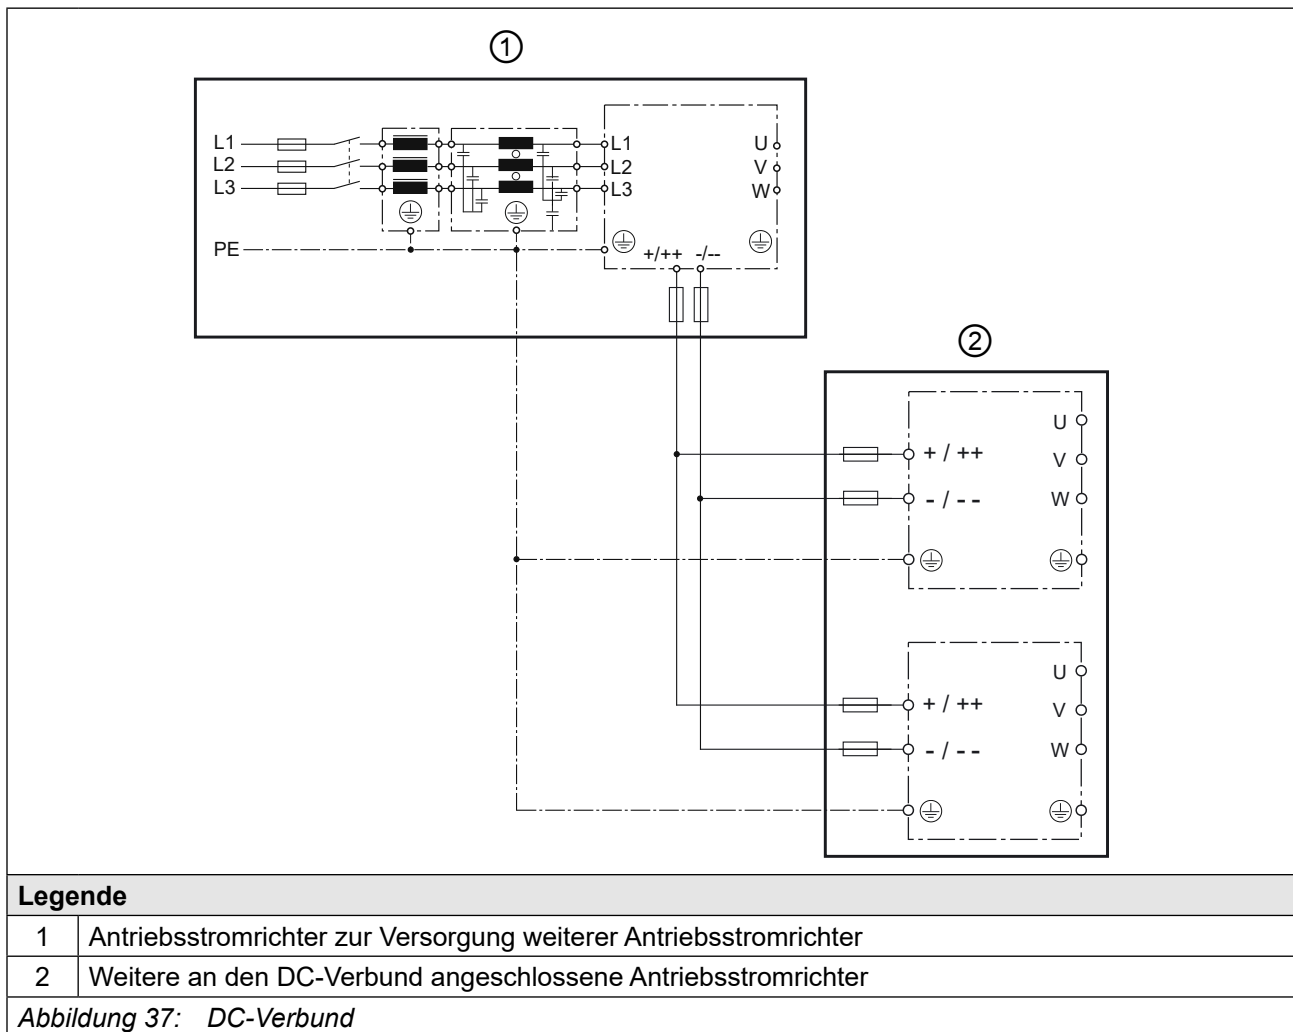 1
L1
L2
L3
PE
L1
L2
L3
U
V
W
+/++ -/--
2
U
+ / ++
V
- / - -
W
U
+ / ++
V
- / - -
W
Legende
1 Antriebsstromrichter zur Versorgung weiterer Antriebsstromrichter
2 Weitere an den DC-Verbund angeschlossene Antriebsstromrichter
Abbildung 37: DC-Verbund